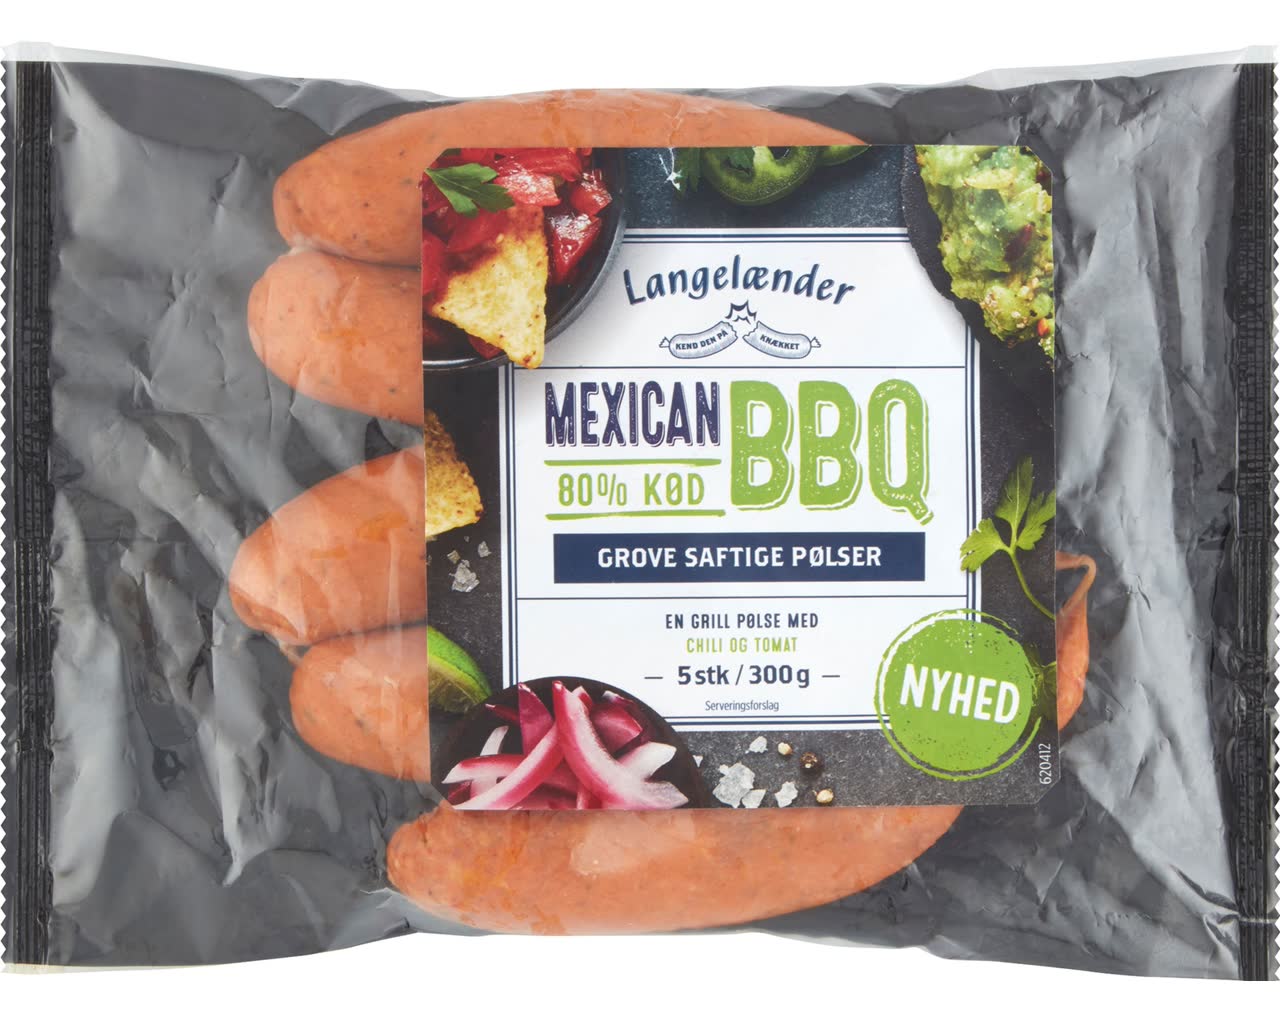 Langelænder
KEND DEN PÅ KNÆKKET
MEXICAN BBQ
80% KØD
GROVE SAFTIGE PØLSER
EN GRILL PØLSE MED
CHILI OG TOMAT
— 5 stk / 300 g —
Serveringsforslag
NYHED
620412